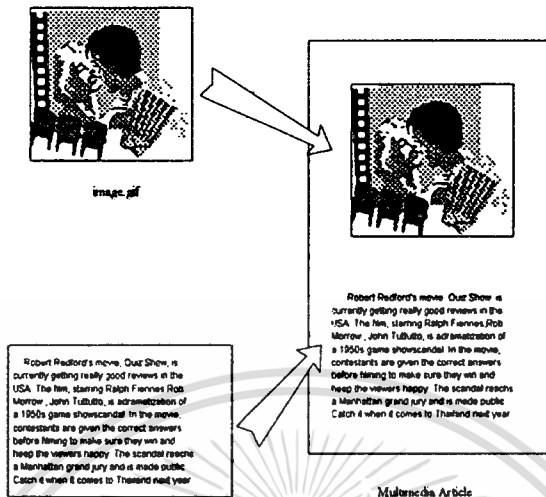 image.gif
Robert Redford's movie, Quiz Show, is
currently getting really good reviews in the
USA. The film, starring Ralph Fiennes,Rob
Morrow , John Tuttutto, is adramatization of
a 1950s game showscandal. In the movie,
contestants are given the correct answers
before filming to make sure they win and
keep the viewers happy. The scandal reachs
a Manhattan grand jury and is made public.
Catch it when it comes to Thailand next year
Robert Redford's movie, Quiz Show, is
currently getting really good reviews in the
USA. The film, starring Ralph Fiennes,Rob
Morrow , John Tuttutto, is adramatization of
a 1950s game showscandal. In the movie,
contestants are given the correct answers
before filming to make sure they win and
keep the viewers happy. The scandal reachs
a Manhattan grand jury and is made public.
Catch it when it comes to Thailand next year
Multimedia Article